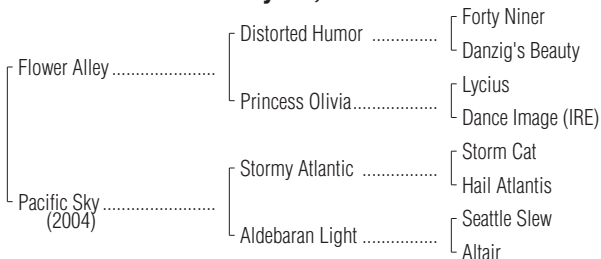 Forty Niner
Distorted Humor ..............
Danzig's Beauty
Flower Alley ......................
Lycius
Princess Olivia..................
Dance Image (IRE)
Storm Cat
Stormy Atlantic ................
Hail Atlantis
Pacific Sky ........................
(2004)
Seattle Slew
Aldebaran Light ................
Altair